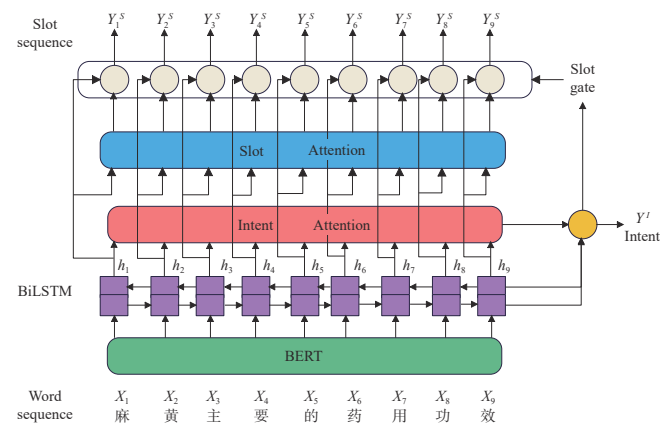 Slot sequence
Y₁ˢ Y₂ˢ Y₃ˢ Y₄ˢ Y₅ˢ Y₆ˢ Y₇ˢ Y₈ˢ Y₉ˢ
Slot gate
Slot Attention
Intent Attention
Yᴵ
Intent
h₁ h₂ h₃ h₄ h₅ h₆ h₇ h₈ h₉
BiLSTM
BERT
Word sequence
X₁ X₂ X₃ X₄ X₅ X₆ X₇ X₈ X₉
麻 黄 主 要 的 药 用 功 效